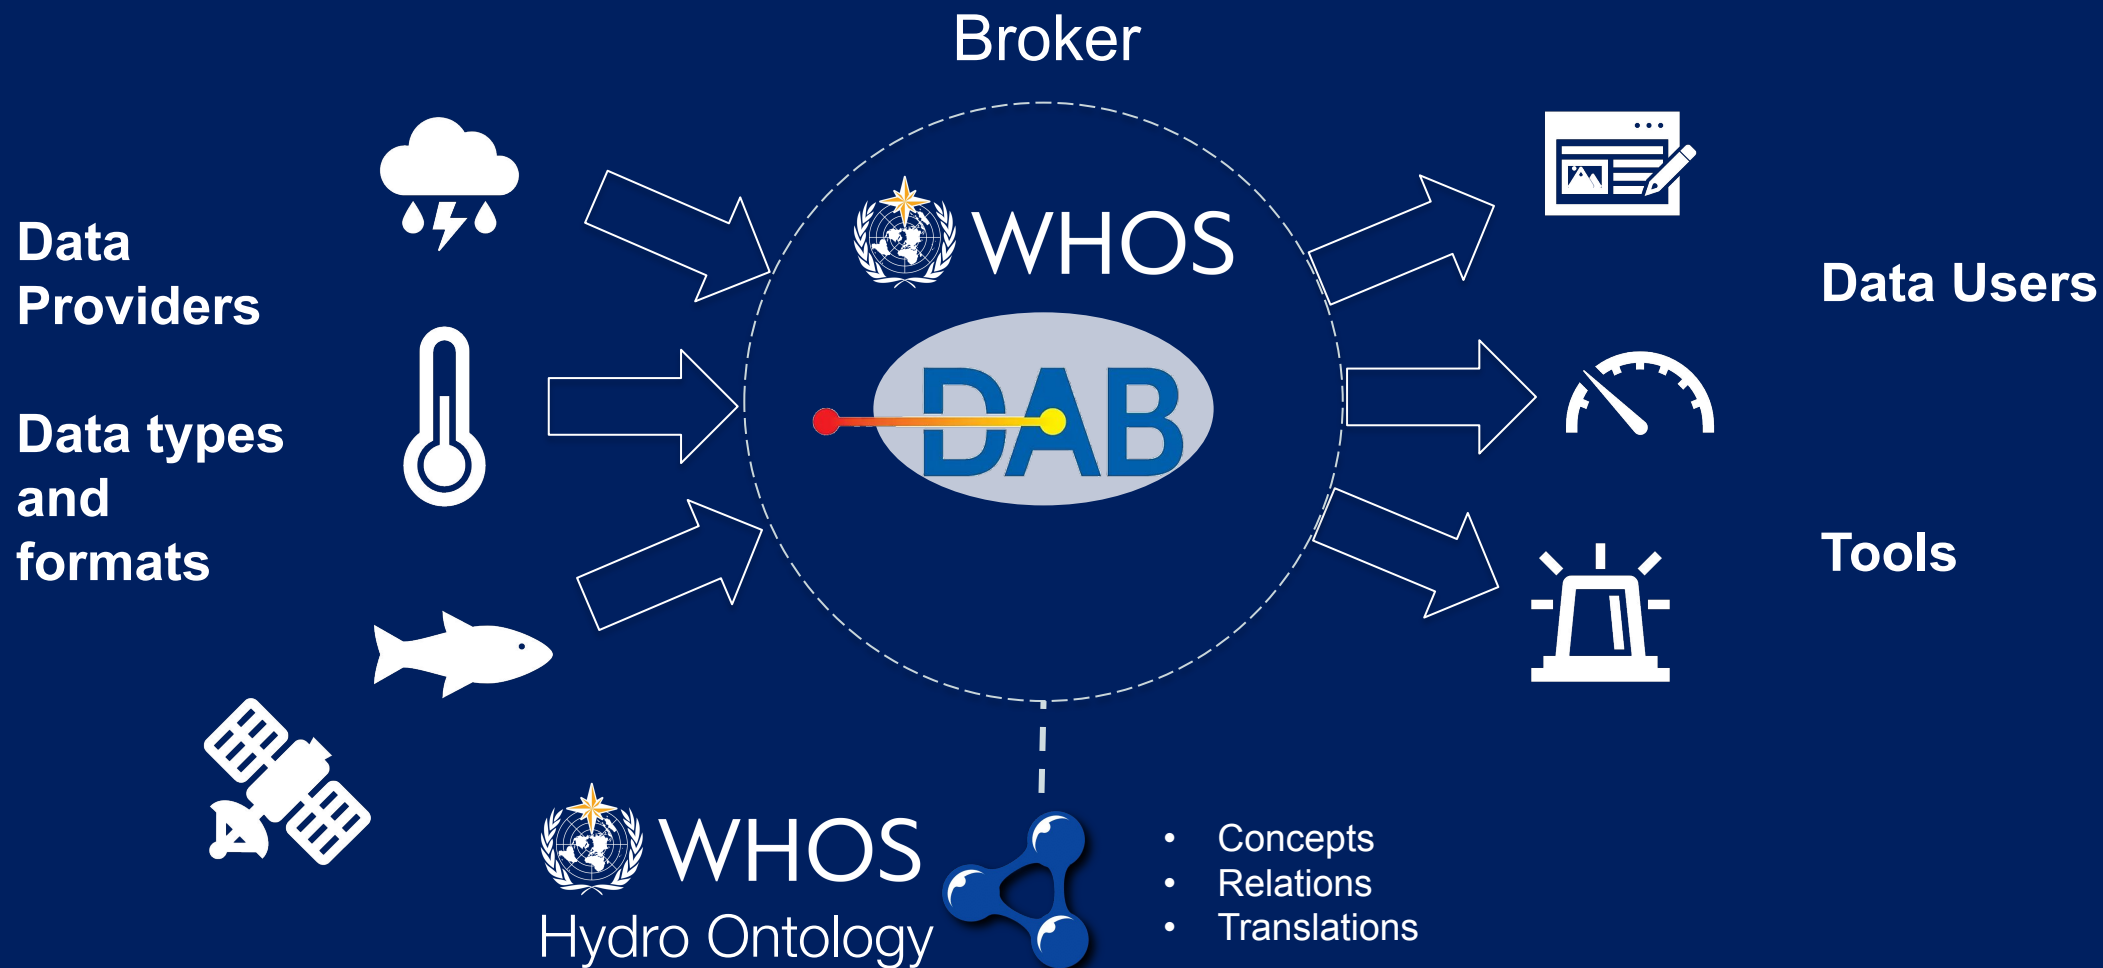 Broker
Data
Providers
Data types
and
formats
WHOS
DAB
Data Users
Tools
WHOS
Hydro Ontology
• Concepts
• Relations
• Translations